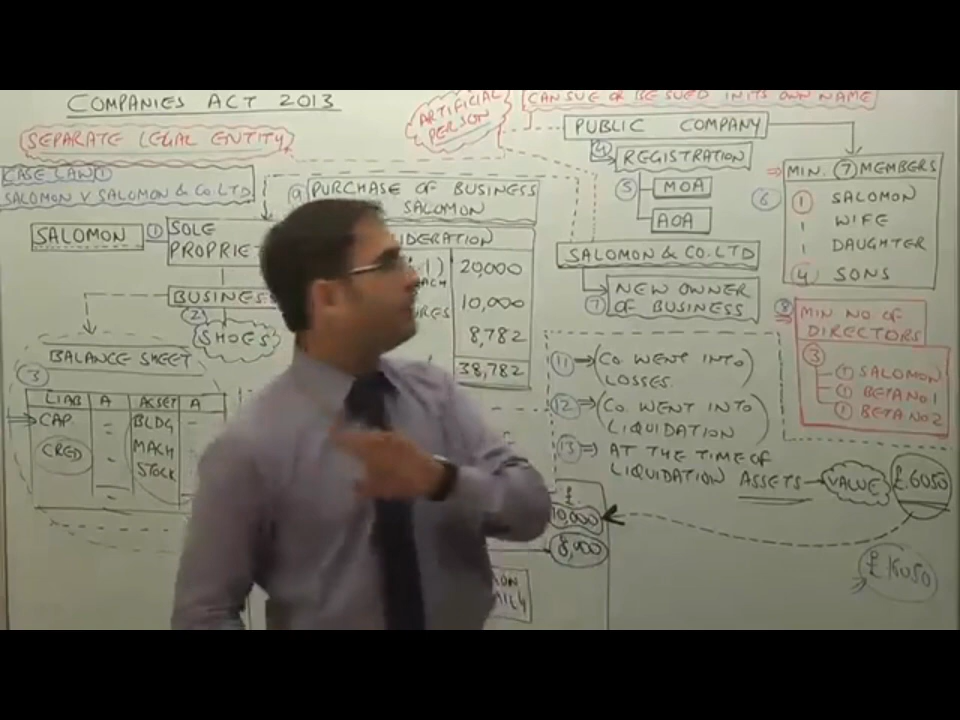 COMPANIES ACT 2013
SEPARATE LEGAL ENTITY
CASE LAW ①
SALOMON V SALOMON & CO. LTD
SALOMON
① SOLE
PROPRIE
BUSINESS
②
SHOES
BALANCE SHEET
③
LIAB A ASSET A
CAP BLDG
CRED MACH
STOCK
ARTIFICIAL
PERSON
⑨ PURCHASE OF BUSINESS
SALOMON
IDERATION
20,000
10,000
8,782
38,782
CAN SUE OR BE SUED IN ITS OWN NAME
PUBLIC COMPANY
④
REGISTRATION
⑤ MOA
AOA
SALOMON & CO. LTD
NEW OWNER
⑦ OF BUSINESS
MIN. ⑦ MEMBERS
⑥
1 SALOMON
1 WIFE
1 DAUGHTER
4 SONS
⑧ MIN NO. OF
DIRECTORS
③
① SALOMON
① BETA NO. 1
① BETA NO 2
⑪ CO. WENT INTO
LOSSES.
⑫ CO. WENT INTO
LIQUIDATION
⑬ AT THE TIME OF
LIQUIDATION ASSETS VALUE £.6050
£.
10,000
£16050